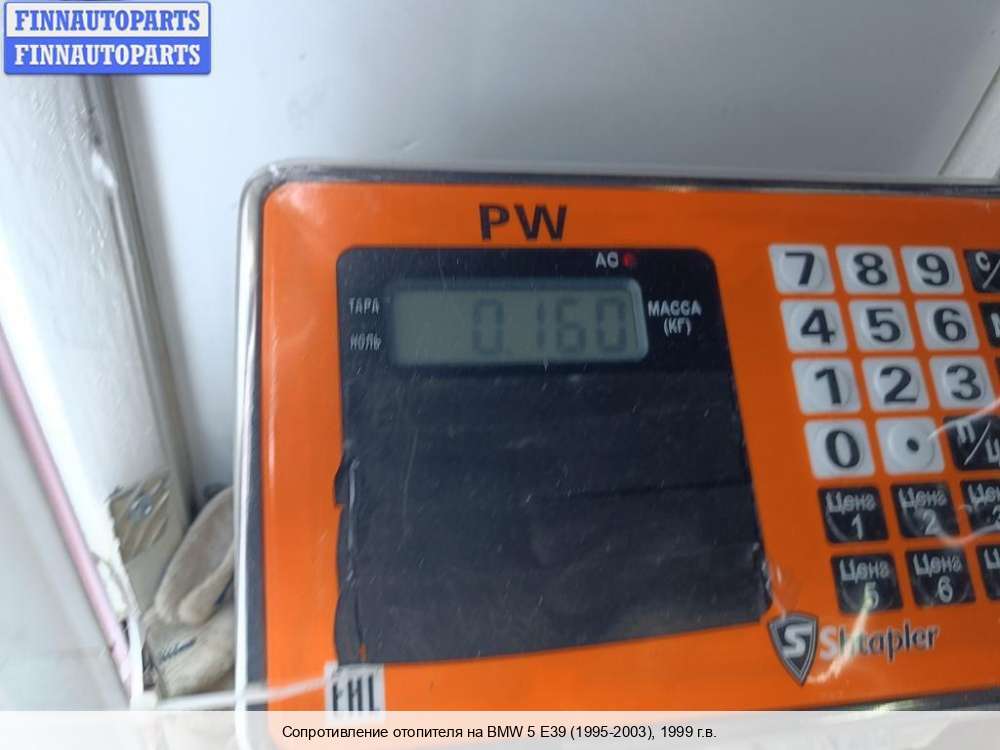 FINNAUTOPARTS
FINNAUTOPARTS
PW
AC
ТАРА
НОЛЬ
0.160
МАССА
(КГ)
7 8 9 С/
4 5 6
1 2 3
0 • П/Ц
Цена 1 Цена 2
Цена 5 Цена 6
S Shtapler
EAC
Сопротивление отопителя на BMW 5 E39 (1995-2003), 1999 г.в.